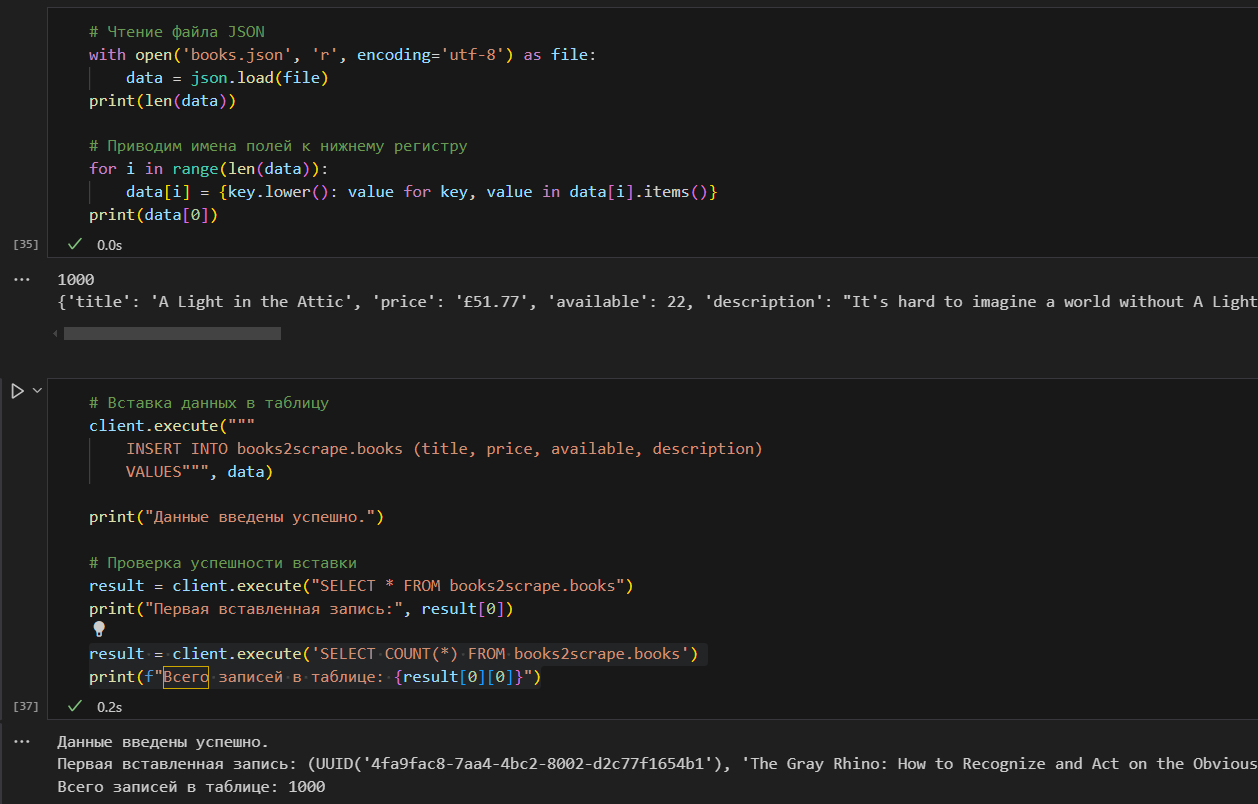 # Чтение файла JSON
with open('books.json', 'r', encoding='utf-8') as file:
    data = json.load(file)
print(len(data))
# Приводим имена полей к нижнему регистру
for i in range(len(data)):
    data[i] = {key.lower(): value for key, value in data[i].items()}
print(data[0])
[35] 0.0s
1000
{'title': 'A Light in the Attic', 'price': '£51.77', 'available': 22, 'description': "It's hard to imagine a world without A Light
# Вставка данных в таблицу
client.execute("""
    INSERT INTO books2scrape.books (title, price, available, description)
    VALUES""", data)
print("Данные введены успешно.")
# Проверка успешности вставки
result = client.execute("SELECT * FROM books2scrape.books")
print("Первая вставленная запись:", result[0])
result = client.execute('SELECT COUNT(*) FROM books2scrape.books')
print(f"Всего записей в таблице: {result[0][0]}")
[37] 0.2s
Данные введены успешно.
Первая вставленная запись: (UUID('4fa9fac8-7aa4-4bc2-8002-d2c77f1654b1'), 'The Gray Rhino: How to Recognize and Act on the Obvious
Всего записей в таблице: 1000